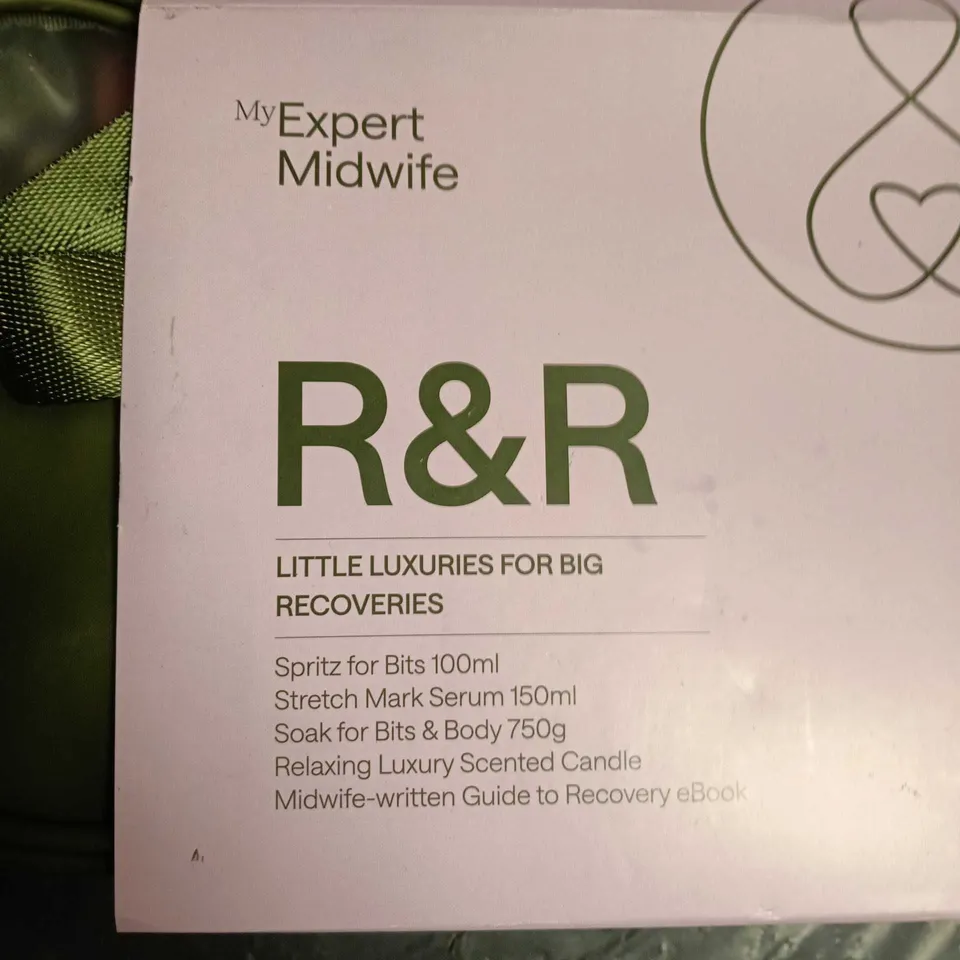 My Expert
Midwife
R&R
LITTLE LUXURIES FOR BIG
RECOVERIES
Spritz for Bits 100ml
Stretch Mark Serum 150ml
Soak for Bits & Body 750g
Relaxing Luxury Scented Candle
Midwife-written Guide to Recovery eBook